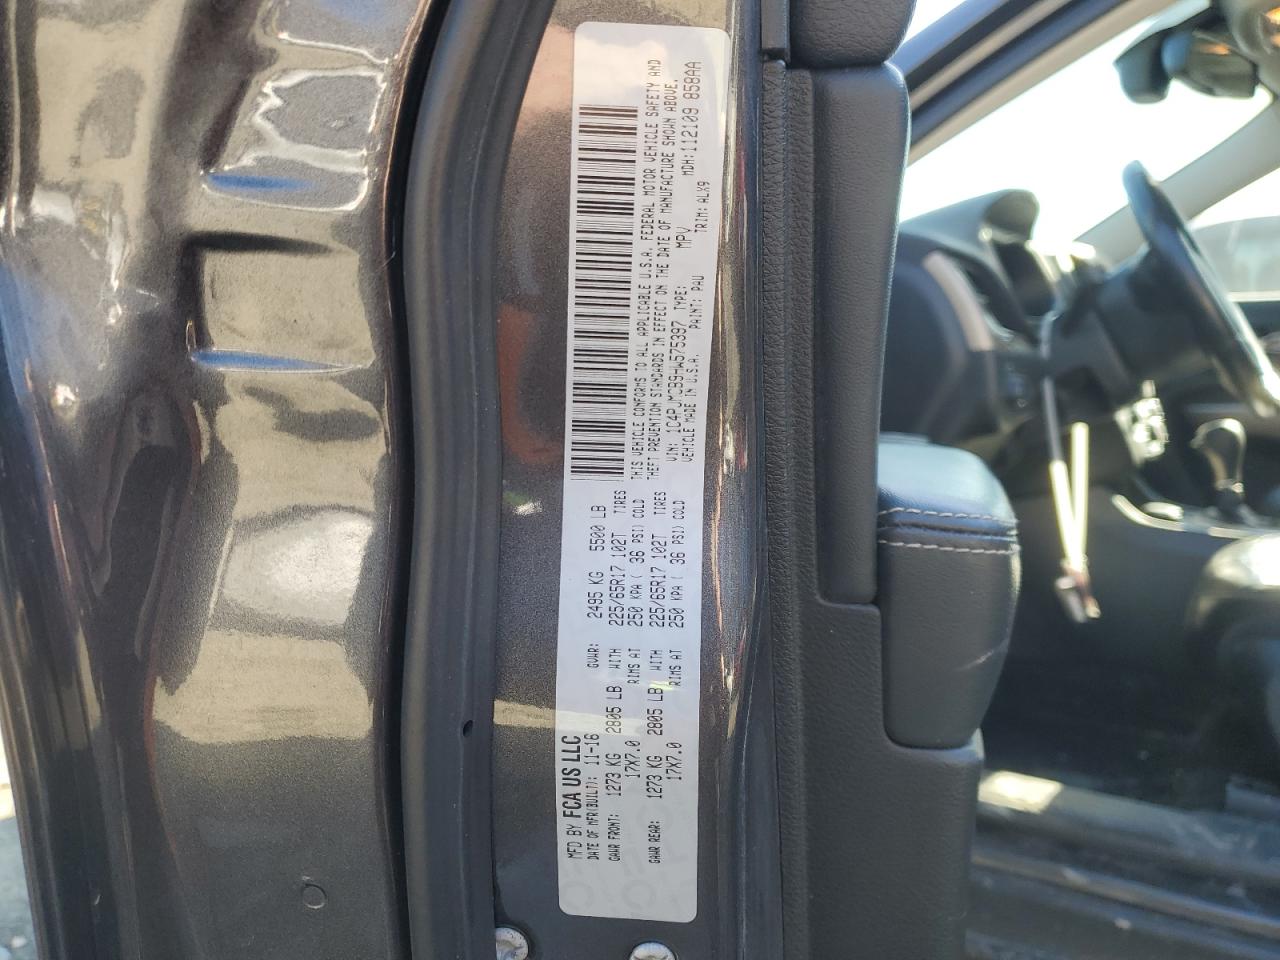 MFD BY FCA US LLC
DATE OF MFR(BUILT): 11-16 GVWR: 2495 KG 5500 LB
GAWR FRONT: 1273 KG 2805 LB WITH 225/65R17 102T TIRES
17X7.0 RIMS AT 250 KPA ( 36 PSI) COLD
GAWR REAR: 1273 KG 2805 LB WITH 225/65R17 102T TIRES
17X7.0 RIMS AT 250 KPA ( 36 PSI) COLD
THIS VEHICLE CONFORMS TO ALL APPLICABLE U.S.A. FEDERAL MOTOR VEHICLE SAFETY AND
THEFT PREVENTION STANDARDS IN EFFECT ON THE DATE OF MANUFACTURE SHOWN ABOVE.
VIN: 1C4PJMCB9HW575397 TYPE: MPV MDH:112109 858AA
VEHICLE MADE IN U.S.A. PAINT: PAU TRIM:ALX9